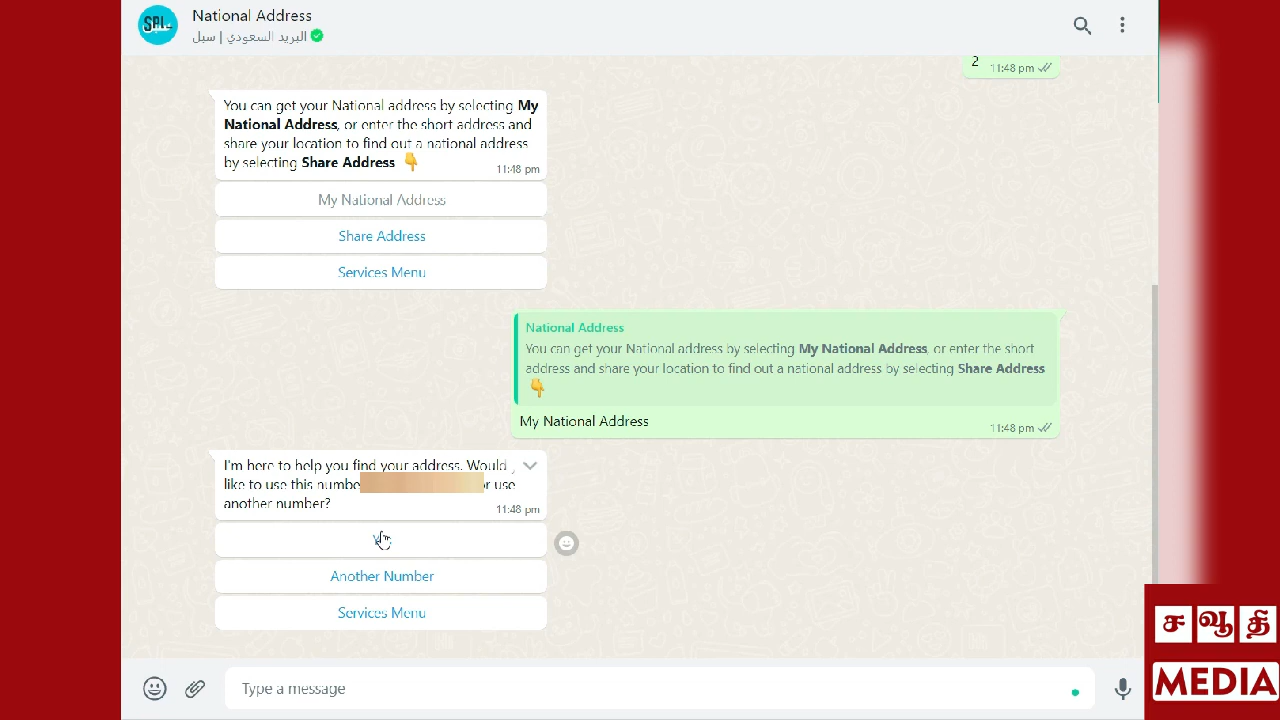 SPL
سبل
National Address
البريد السعودي | سبل
2
11:48 pm
You can get your National address by selecting My
National Address, or enter the short address and
share your location to find out a national address
by selecting Share Address 👇
11:48 pm
My National Address
Share Address
Services Menu
National Address
You can get your National address by selecting My National Address, or enter the short
address and share your location to find out a national address by selecting Share Address
👇
My National Address
11:48 pm
I'm here to help you find your address. Would
like to use this numbe
r use
another number?
11:48 pm
Another Number
Services Menu
Type a message
சவூதி
MEDIA